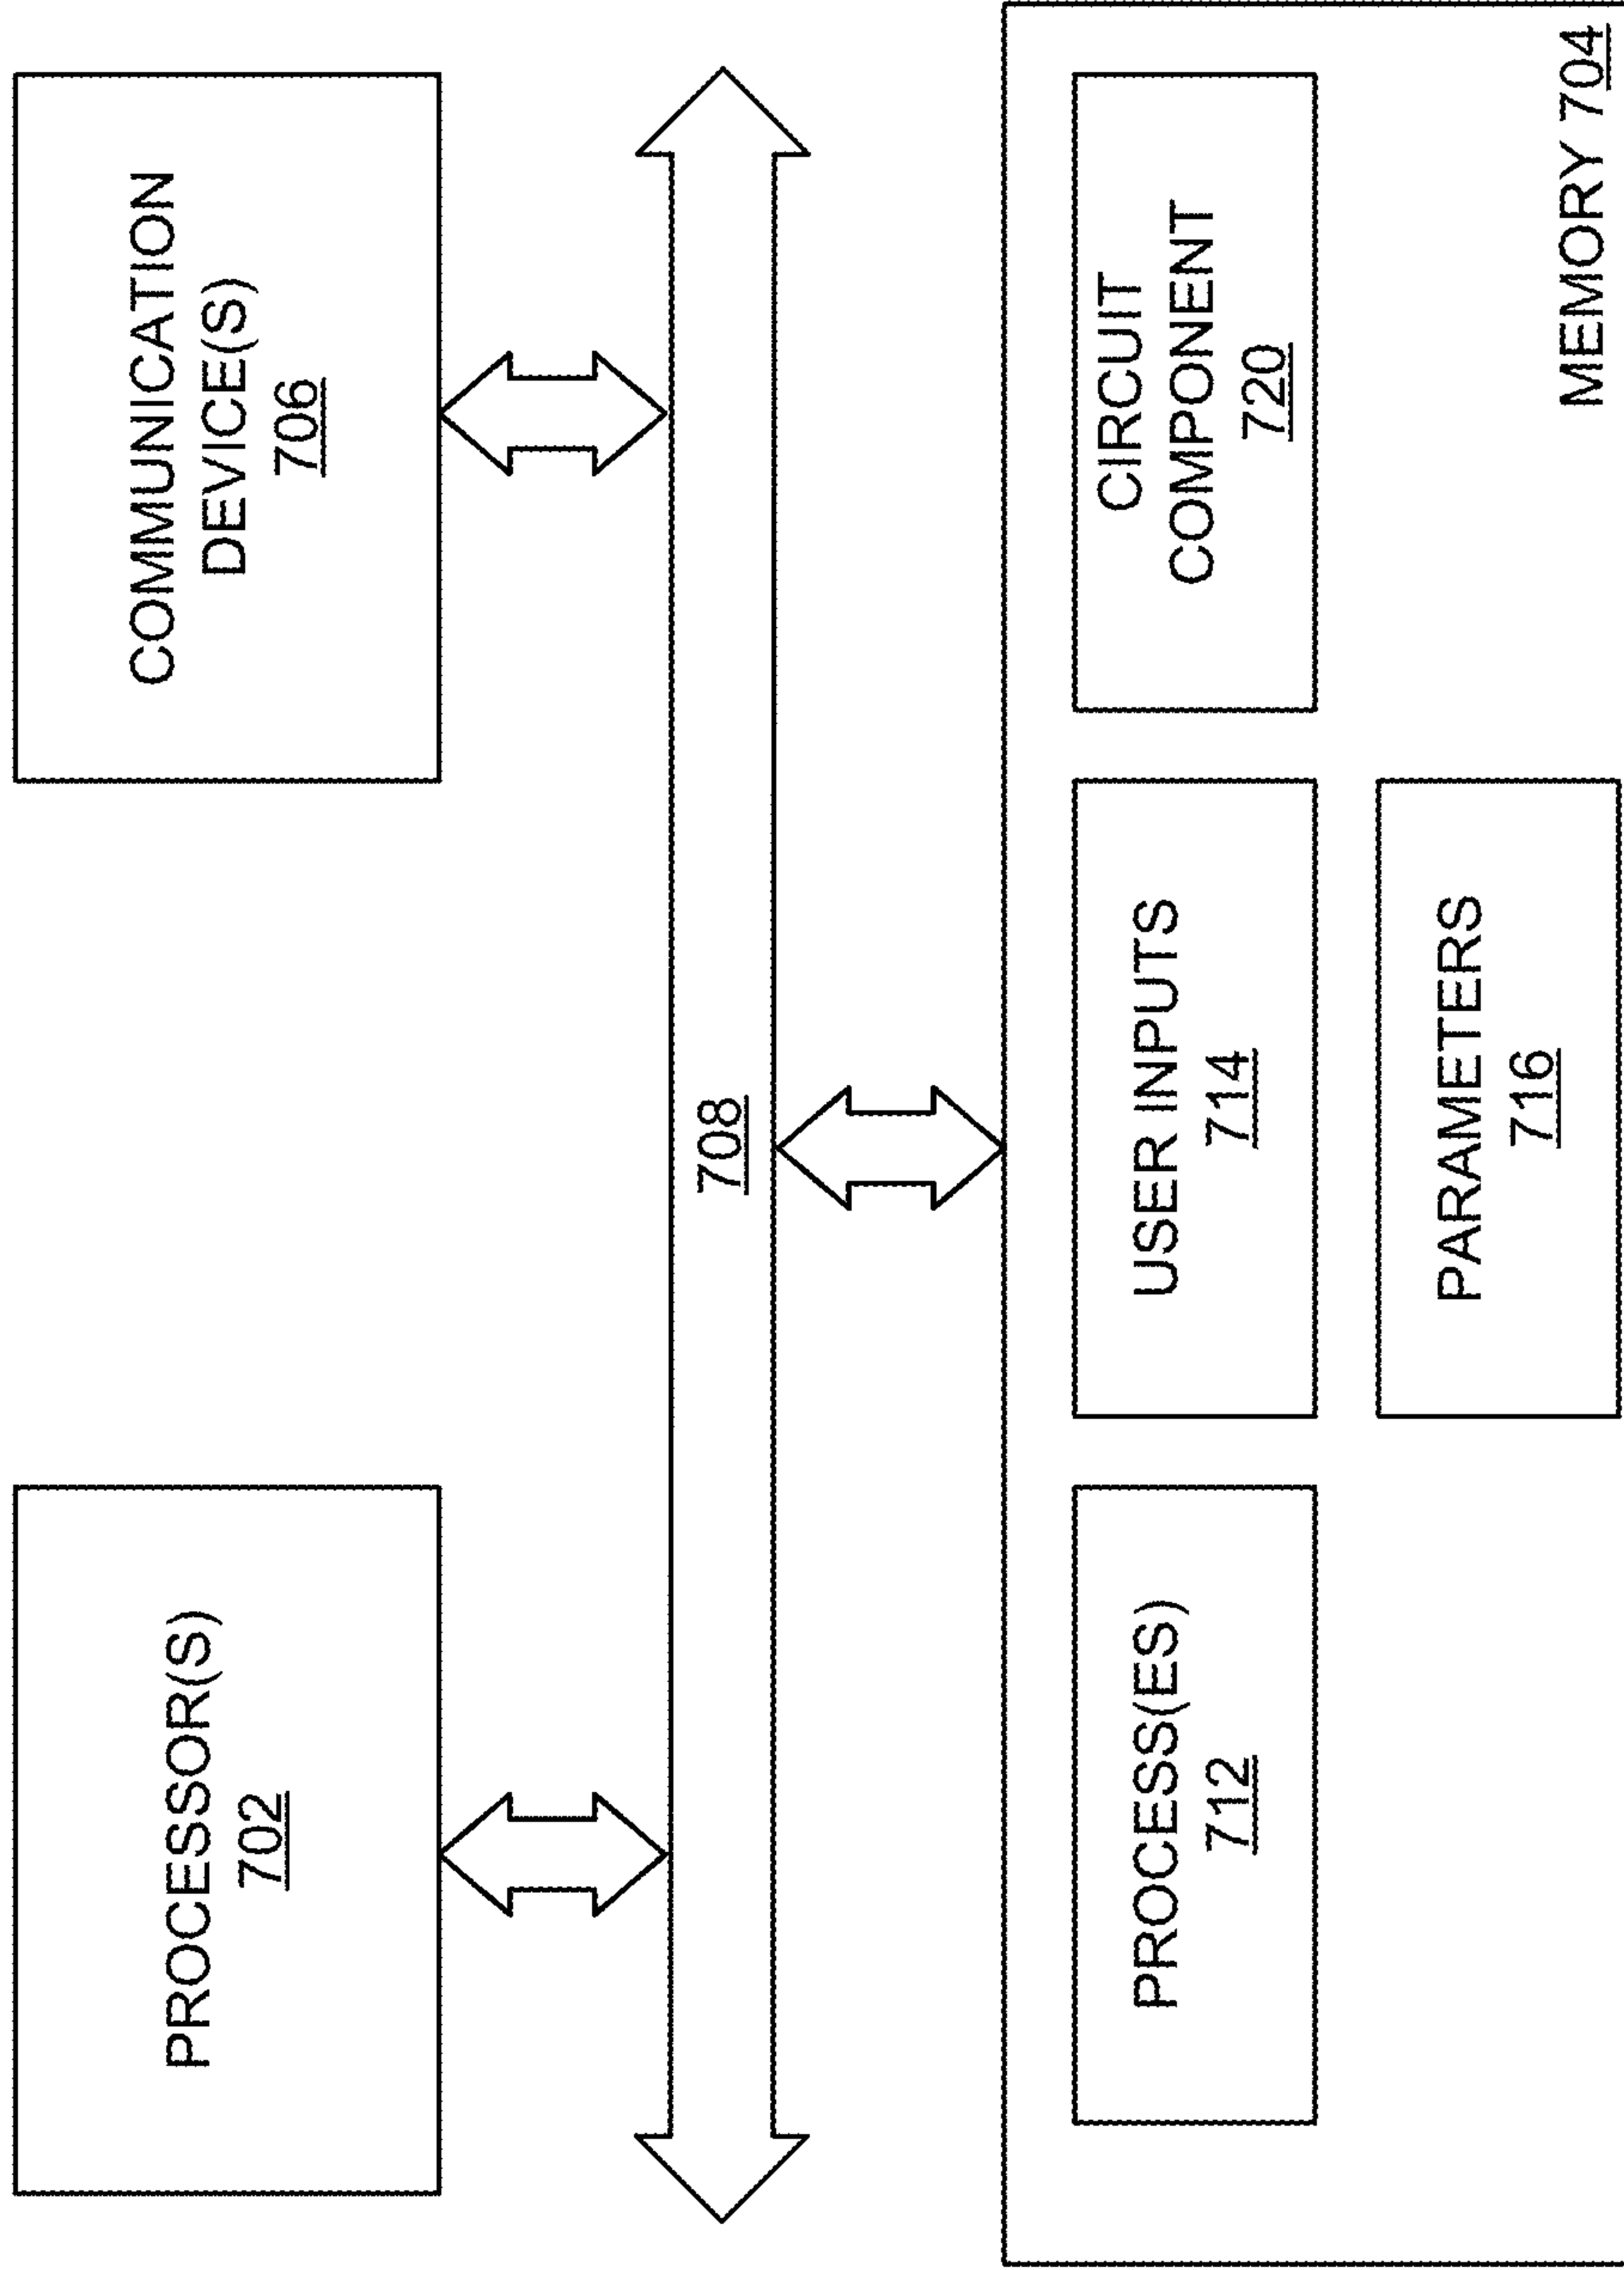 PROCESSOR(S)
702
COMMUNICATION
DEVICE(S)
706
708
PROCESS(ES)
712
USER INPUTS
714
CIRCUIT
COMPONENT
720
PARAMETERS
716
MEMORY 704